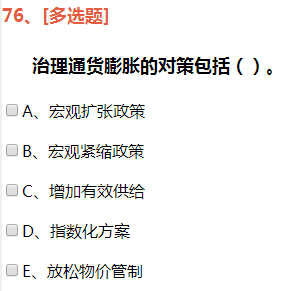 76、[多选题]
治理通货膨胀的对策包括 ( ) 。
A、宏观扩张政策
B、宏观紧缩政策
C、增加有效供给
D、指数化方案
E、放松物价管制